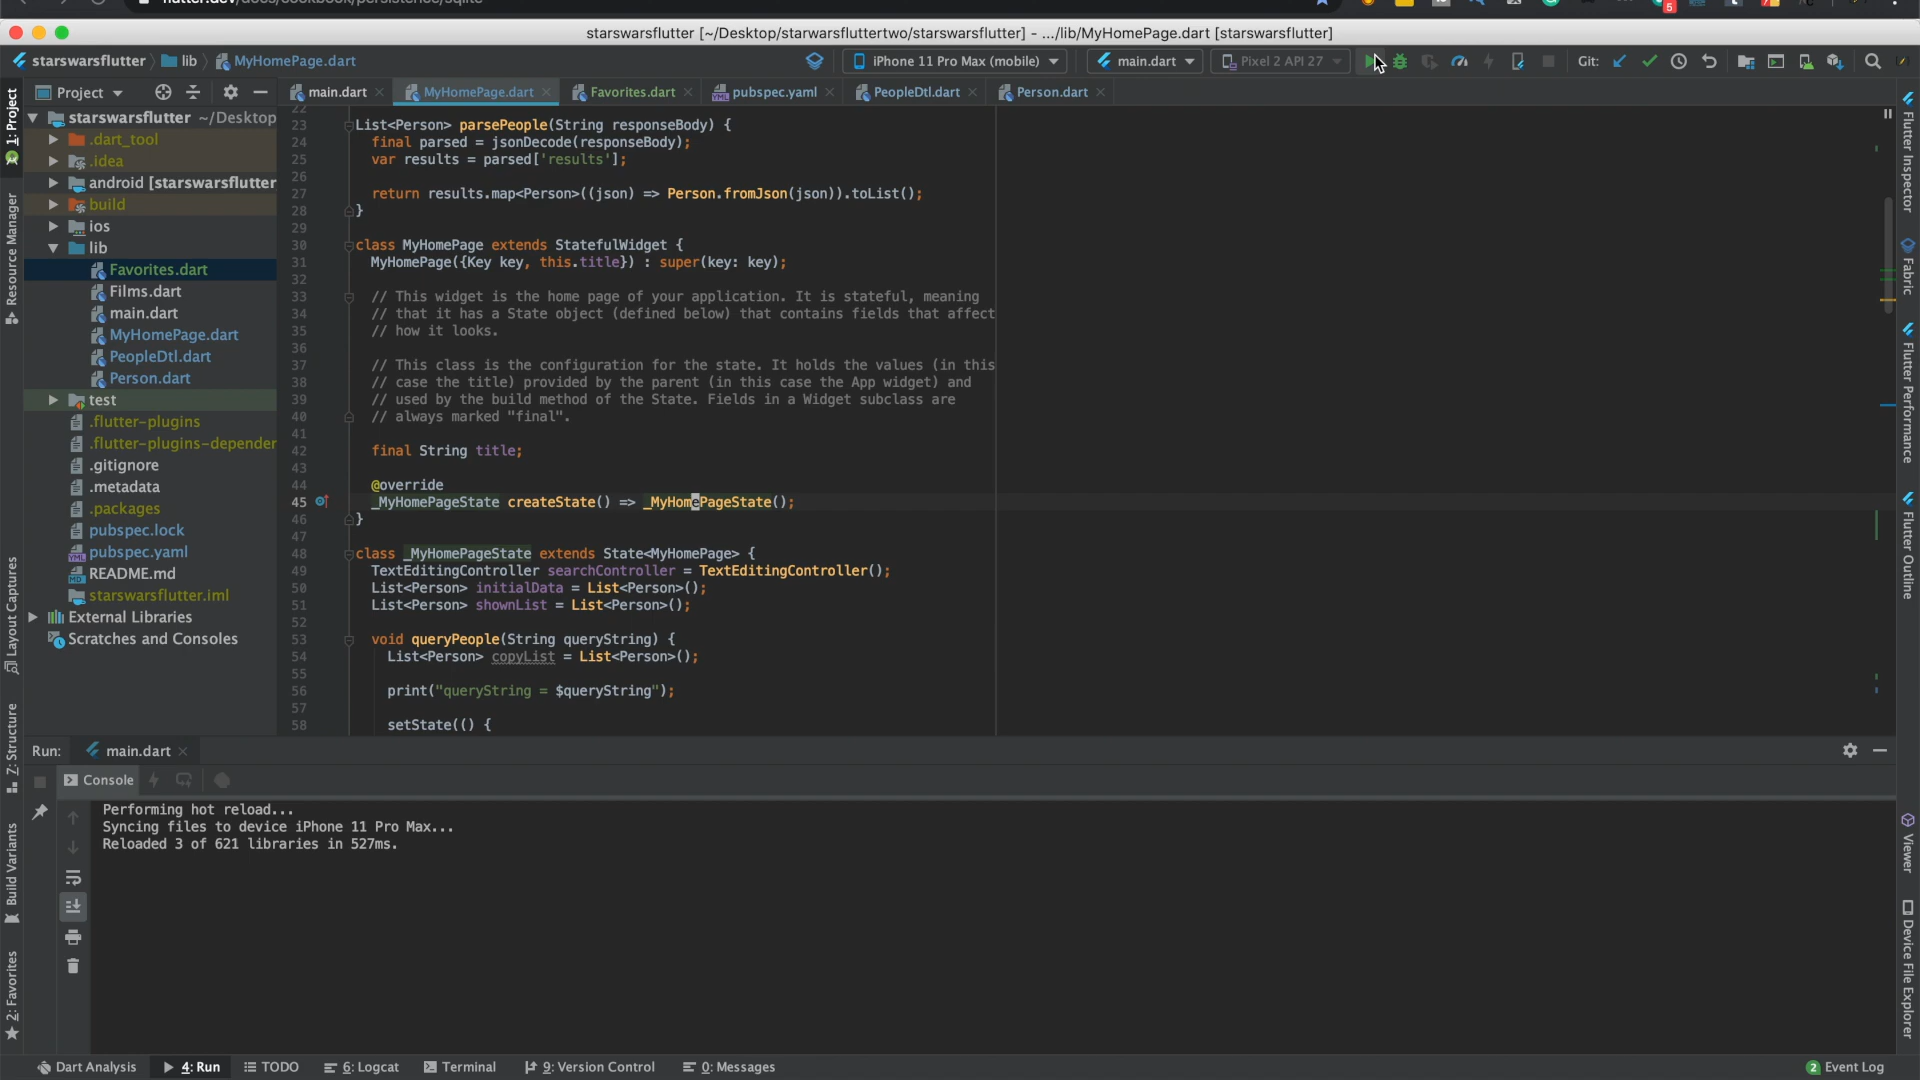 starswarsflutter [~/Desktop/starwarsfluttertwo/starswarsflutter] - .../lib/MyHomePage.dart [starswarsflutter]
starswarsflutter lib MyHomePage.dart
iPhone 11 Pro Max (mobile) main.dart Pixel 2 API 27 Git:
5
Project
main.dart MyHomePage.dart Favorites.dart pubspec.yaml PeopleDtl.dart Person.dart
starswarsflutter ~/Desktop
.dart_tool
.idea
android [starswarsflutter
build
ios
lib
Favorites.dart
Films.dart
main.dart
MyHomePage.dart
PeopleDtl.dart
Person.dart
test
.flutter-plugins
.flutter-plugins-depender
.gitignore
.metadata
.packages
pubspec.lock
pubspec.yaml
README.md
starswarsflutter.iml
External Libraries
Scratches and Consoles
1: Project
Resource Manager
Layout Captures
Z: Structure
Build Variants
2: Favorites
22
23 List<Person> parsePeople(String responseBody) {
24 final parsed = jsonDecode(responseBody);
25 var results = parsed['results'];
26
27 return results.map<Person>((json) => Person.fromJson(json)).toList();
28 }
29
30 class MyHomePage extends StatefulWidget {
31 MyHomePage({Key key, this.title}) : super(key: key);
32
33 // This widget is the home page of your application. It is stateful, meaning
34 // that it has a State object (defined below) that contains fields that affect
35 // how it looks.
36
37 // This class is the configuration for the state. It holds the values (in this
38 // case the title) provided by the parent (in this case the App widget) and
39 // used by the build method of the State. Fields in a Widget subclass are
40 // always marked "final".
41
42 final String title;
43
44 @override
45 _MyHomePageState createState() => _MyHomePageState();
46 }
47
48 class _MyHomePageState extends State<MyHomePage> {
49 TextEditingController searchController = TextEditingController();
50 List<Person> initialData = List<Person>();
51 List<Person> shownList = List<Person>();
52
53 void queryPeople(String queryString) {
54 List<Person> copyList = List<Person>();
55
56 print("queryString = $queryString");
57
58 setState(() {
Flutter Inspector
Fabric
Flutter Performance
Flutter Outline
Viewer
Device File Explorer
Run: main.dart
Console
Performing hot reload...
Syncing files to device iPhone 11 Pro Max...
Reloaded 3 of 621 libraries in 527ms.
Dart Analysis 4: Run TODO 6: Logcat Terminal 9: Version Control 0: Messages 2 Event Log